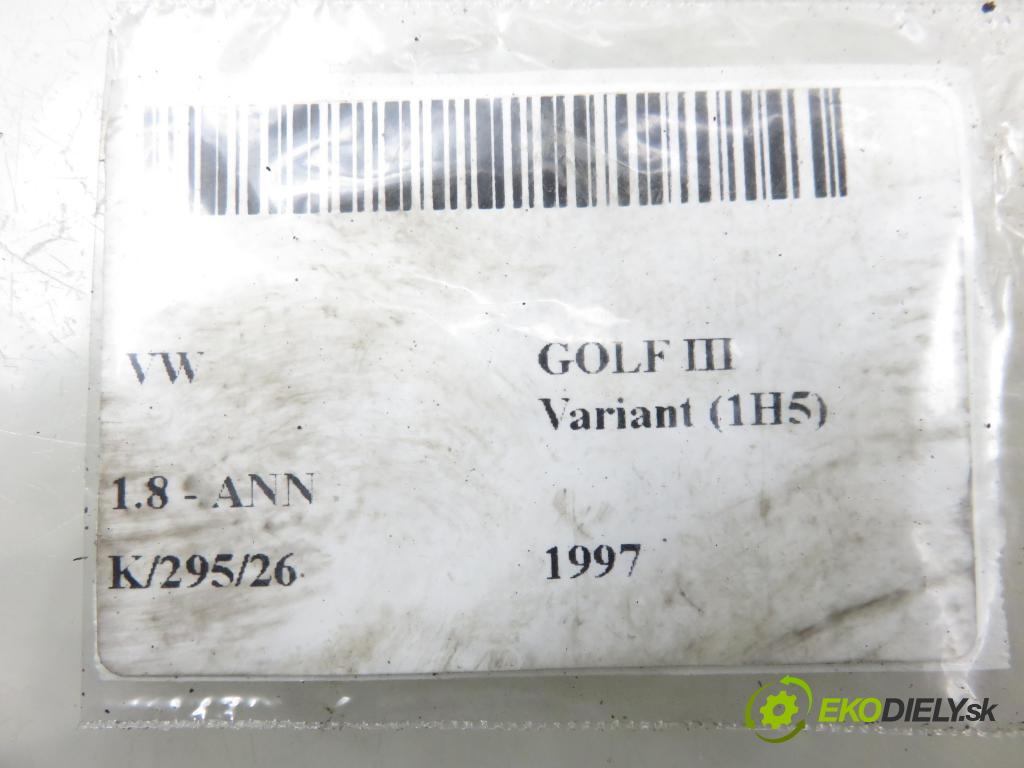 VW
GOLF III
Variant (1H5)
1.8 - ANN
K/295/26
1997
EKODIELY.sk